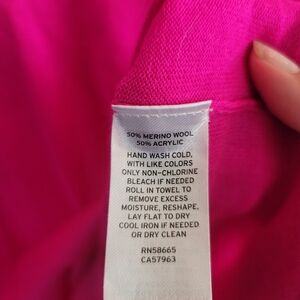 50% MERINO WOOL
50% ACRYLIC
HAND WASH COLD,
WITH LIKE COLORS
ONLY NON-CHLORINE
BLEACH IF NEEDED
ROLL IN TOWEL TO
REMOVE EXCESS
MOISTURE, RESHAPE,
LAY FLAT TO DRY
COOL IRON IF NEEDED
OR DRY CLEAN
RN58665
CA57963